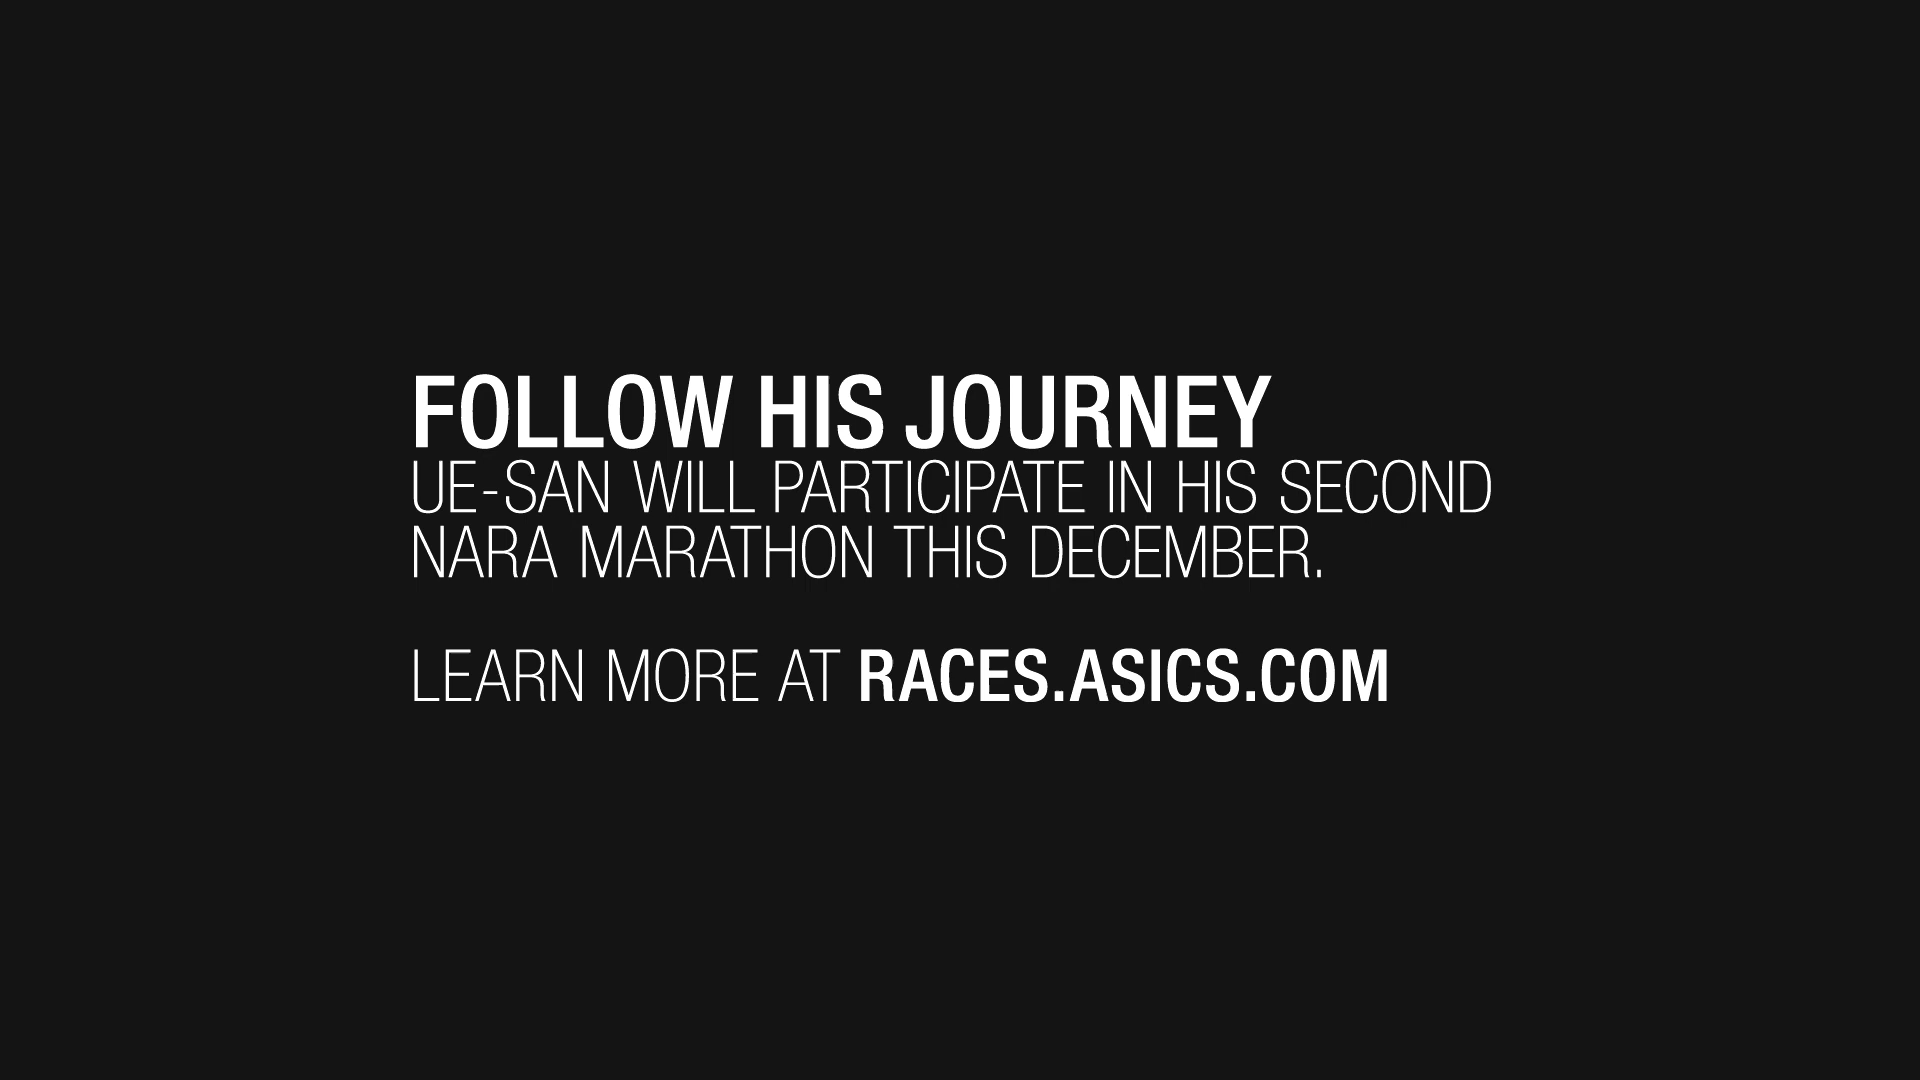 FOLLOW HIS JOURNEY
UE-SAN WILL PARTICIPATE IN HIS SECOND
NARA MARATHON THIS DECEMBER.
LEARN MORE AT RACES.ASICS.COM